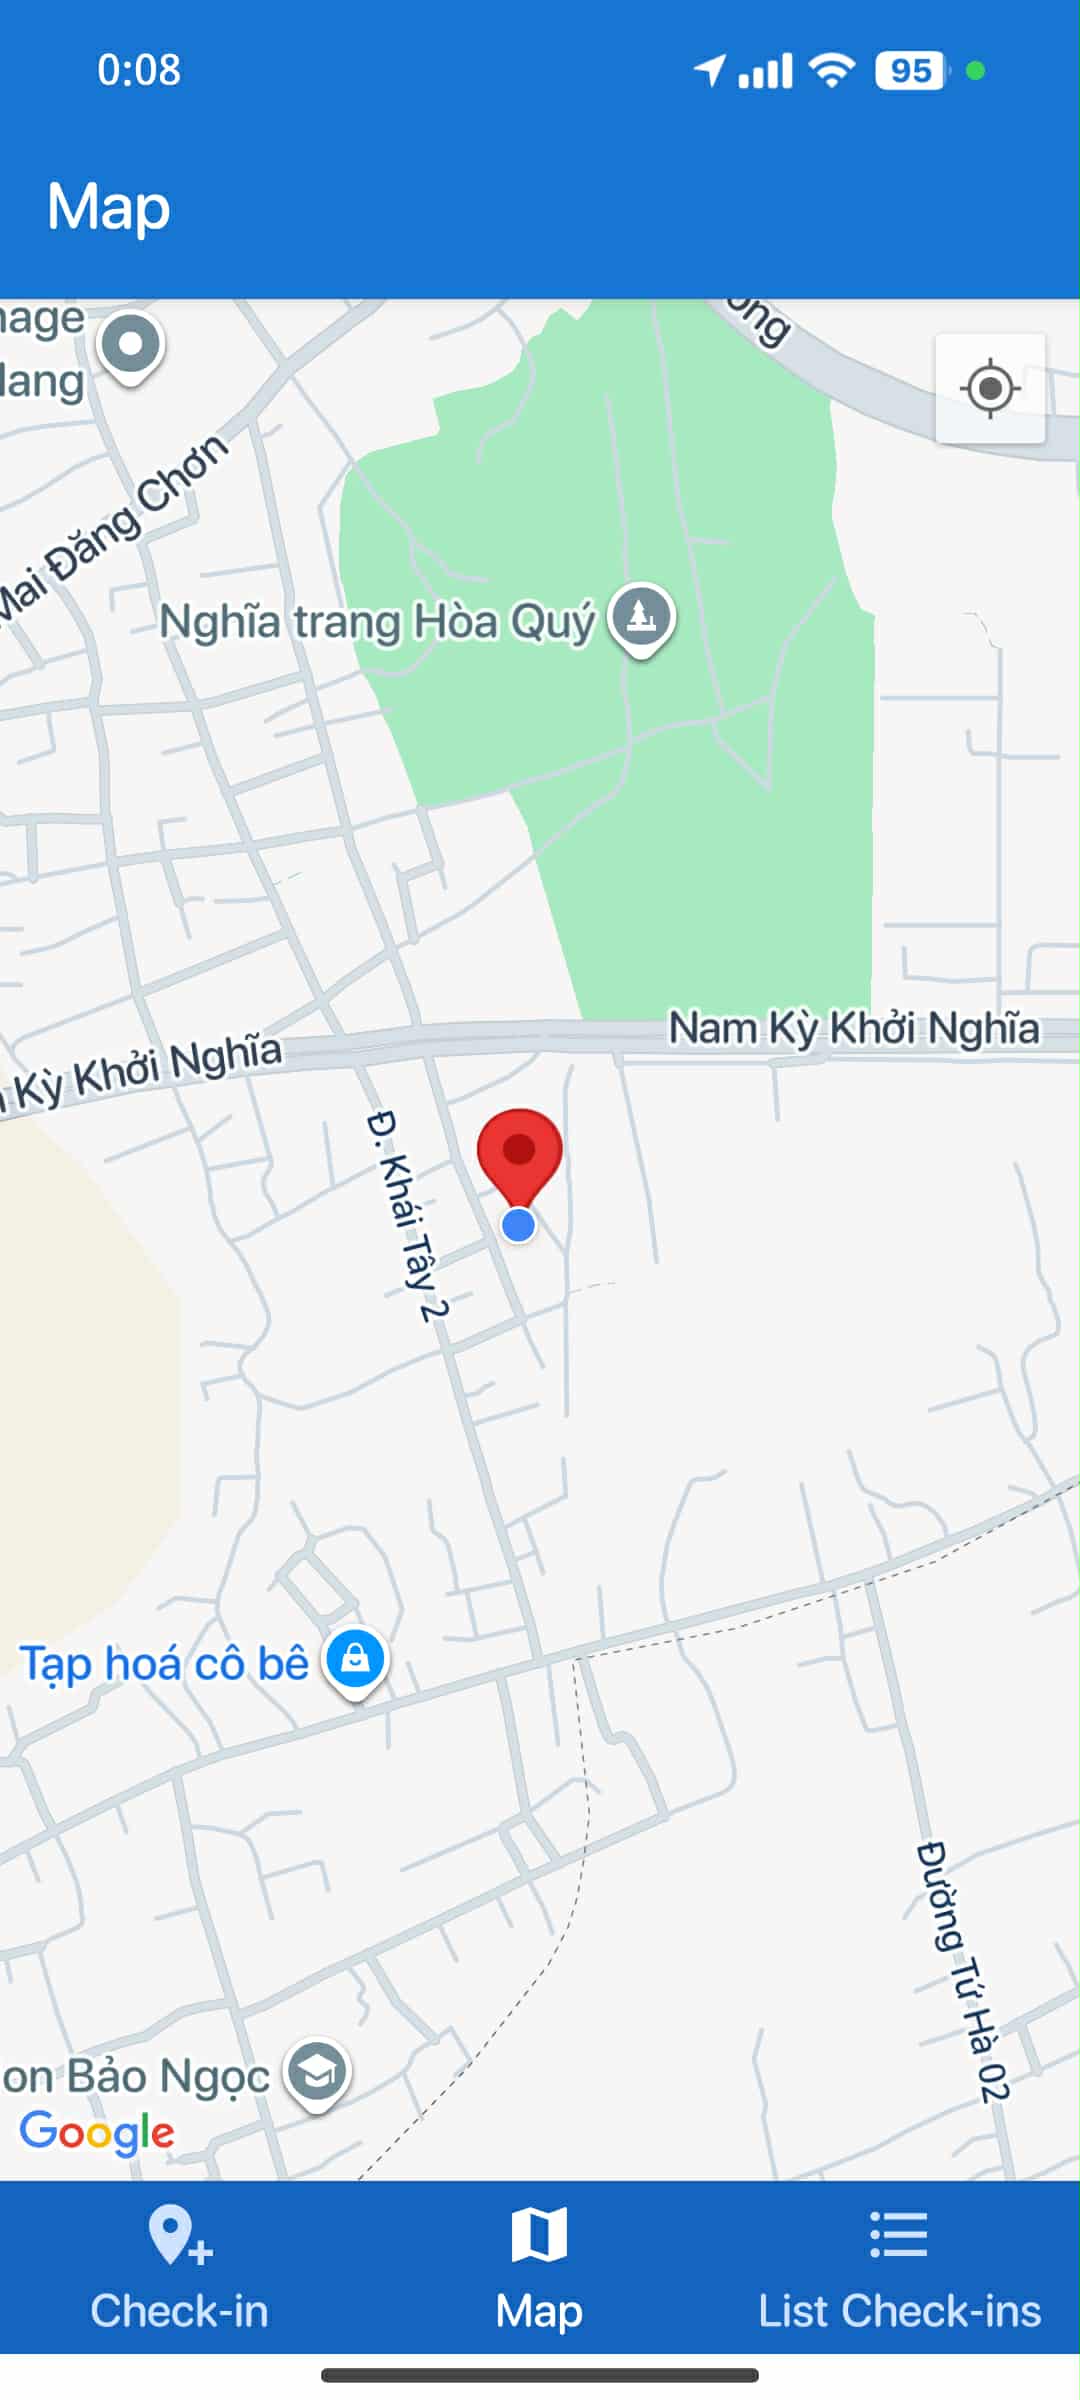 0:08
95
Map
ong
Mai Đăng Chơn
Nghĩa trang Hòa Quý
Nam Kỳ Khởi Nghĩa
Kỳ Khởi Nghĩa
Đ. Khái Tây 2
Tạp hoá cô bê
Đường Tứ Hà 02
on Bảo Ngọc
Google
Check-in
Map
List Check-ins